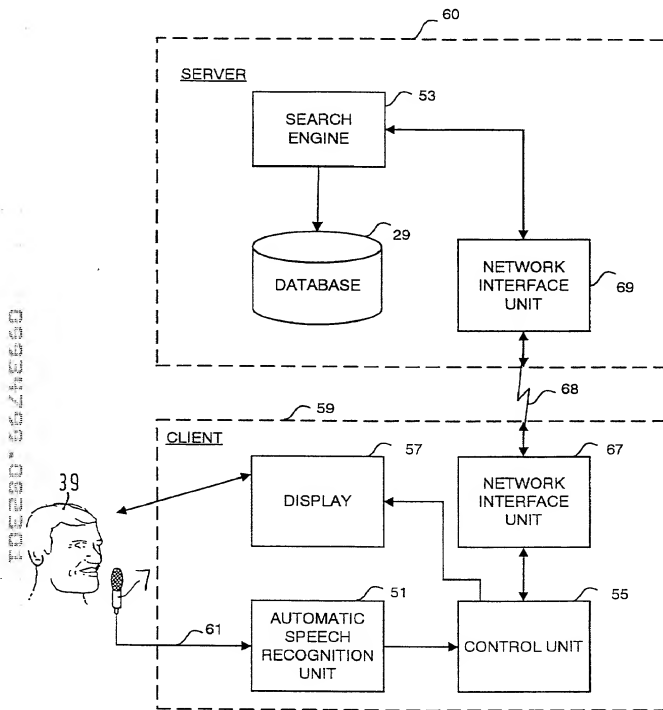 60
SERVER
53
SEARCH
ENGINE
29
DATABASE
NETWORK
INTERFACE
UNIT
69
68
59
CLIENT
57
67
DISPLAY
NETWORK
INTERFACE
UNIT
39
7
51
55
61
AUTOMATIC
SPEECH
RECOGNITION
UNIT
CONTROL UNIT